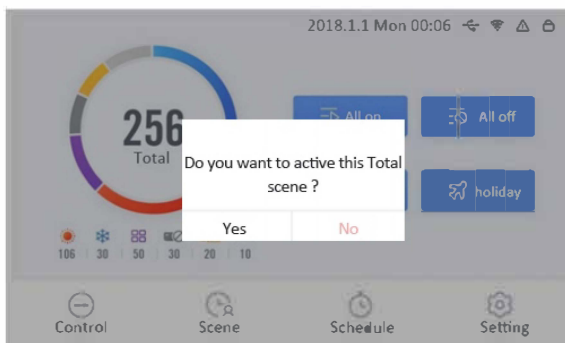 2018.1.1 Mon 00:06
256
Total
All on
All off
Do you want to active this Total
scene ?
holiday
Yes
No
106 30 50 30 20 10
Control
Scene
Schedule
Setting